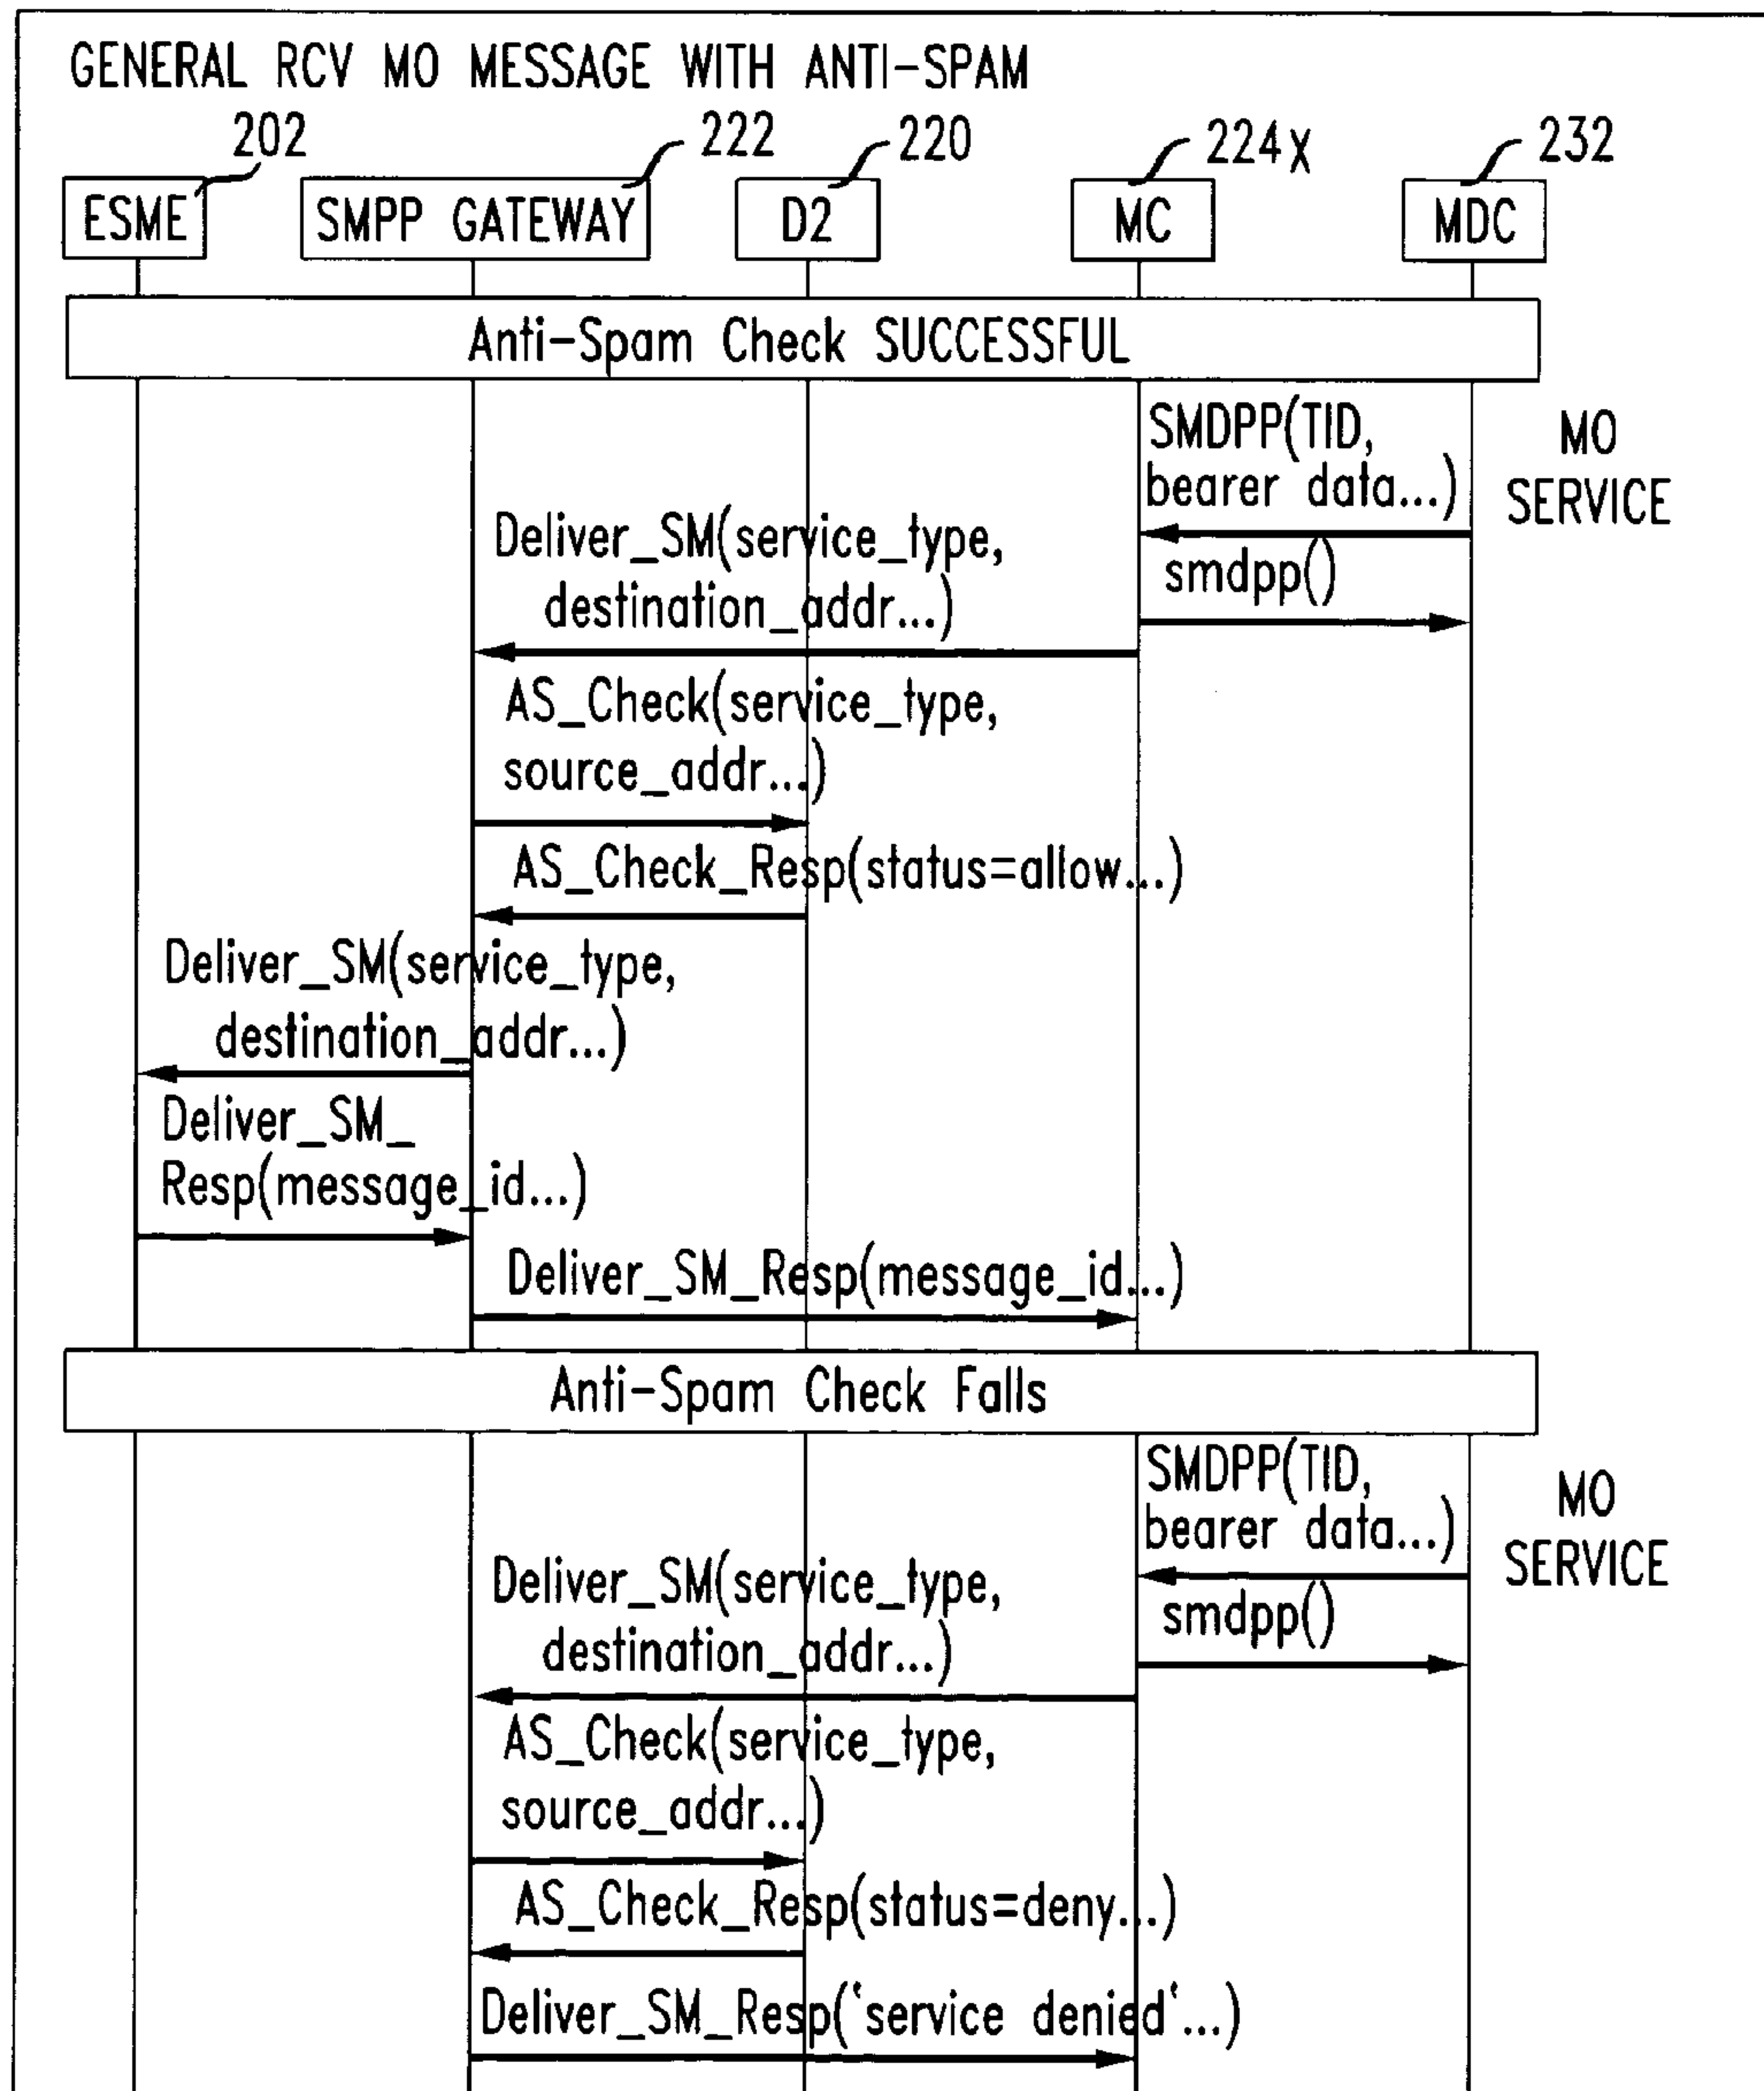 GENERAL RCV MO MESSAGE WITH ANTI-SPAM
202
222
220
224X
232
ESME
SMPP GATEWAY
D2
MC
MDC
Anti-Spam Check SUCCESSFUL
SMDPP(TID,
bearer data...)
MO
SERVICE
Deliver_SM(service_type,
destination_addr...)
smdpp()
AS_Check(service_type,
source_addr...)
AS_Check_Resp(status=allow...)
Deliver_SM(service_type,
destination_addr...)
Deliver_SM_
Resp(message_id...)
Deliver_SM_Resp(message_id...)
Anti-Spam Check Falls
SMDPP(TID,
bearer data...)
MO
SERVICE
Deliver_SM(service_type,
destination_addr...)
smdpp()
AS_Check(service_type,
source_addr...)
AS_Check_Resp(status=deny...)
Deliver_SM_Resp('service denied'...)